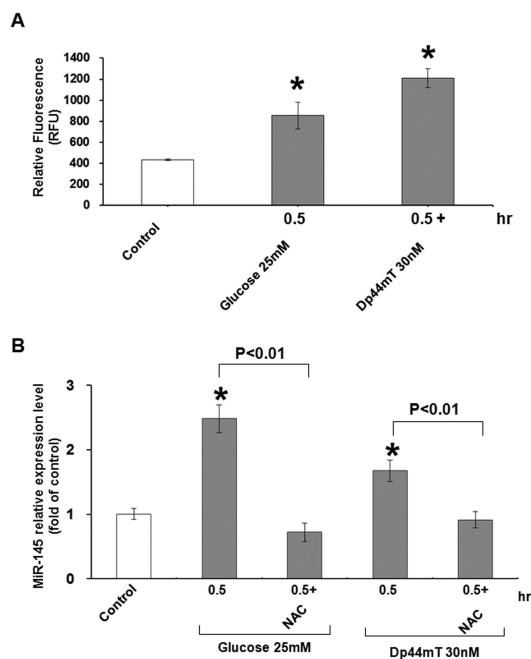 A
Relative Fluorescence
(RFU)
1400
1200
1000
800
600
400
200
0
*
*
0.5
0.5 +
hr
Control
Glucose 25mM
Dp44mT 30nM
B
MiR-145 relative expression level
(fold of control)
3
2
1
0
P<0.01
P<0.01
*
*
Control
0.5
0.5+
0.5
0.5+
hr
NAC
NAC
Glucose 25mM
Dp44mT 30nM